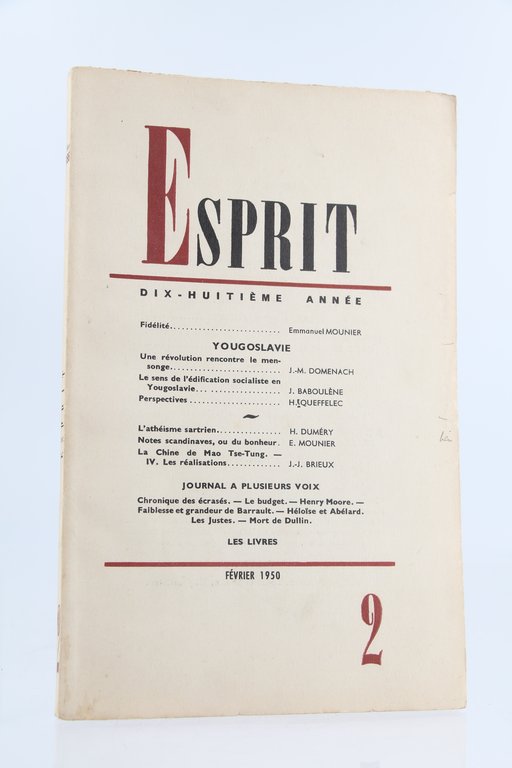 ESPRIT
DIX-HUITIÈME ANNÉE
Fidélité.......................... Emmanuel MOUNIER
YOUGOSLAVIE
Une révolution rencontre le men-
songe.......................... J.-M. DOMENACH
Le sens de l'édification socialiste en
Yougoslavie... ................. J. BABOULÈNE
Perspectives ..................... H. QUEFFELEC
~
L'athéisme sartrien............... H. DUMÉRY
Notes scandinaves, ou du bonheur. E. MOUNIER
La Chine de Mao Tse-Tung. —
IV. Les réalisations............. J.-J. BRIEUX
JOURNAL A PLUSIEURS VOIX
Chronique des écrasés. — Le budget. — Henry Moore. —
Faiblesse et grandeur de Barrault. — Héloïse et Abélard.
Les Justes. — Mort de Dullin.
LES LIVRES
FÉVRIER 1950
2